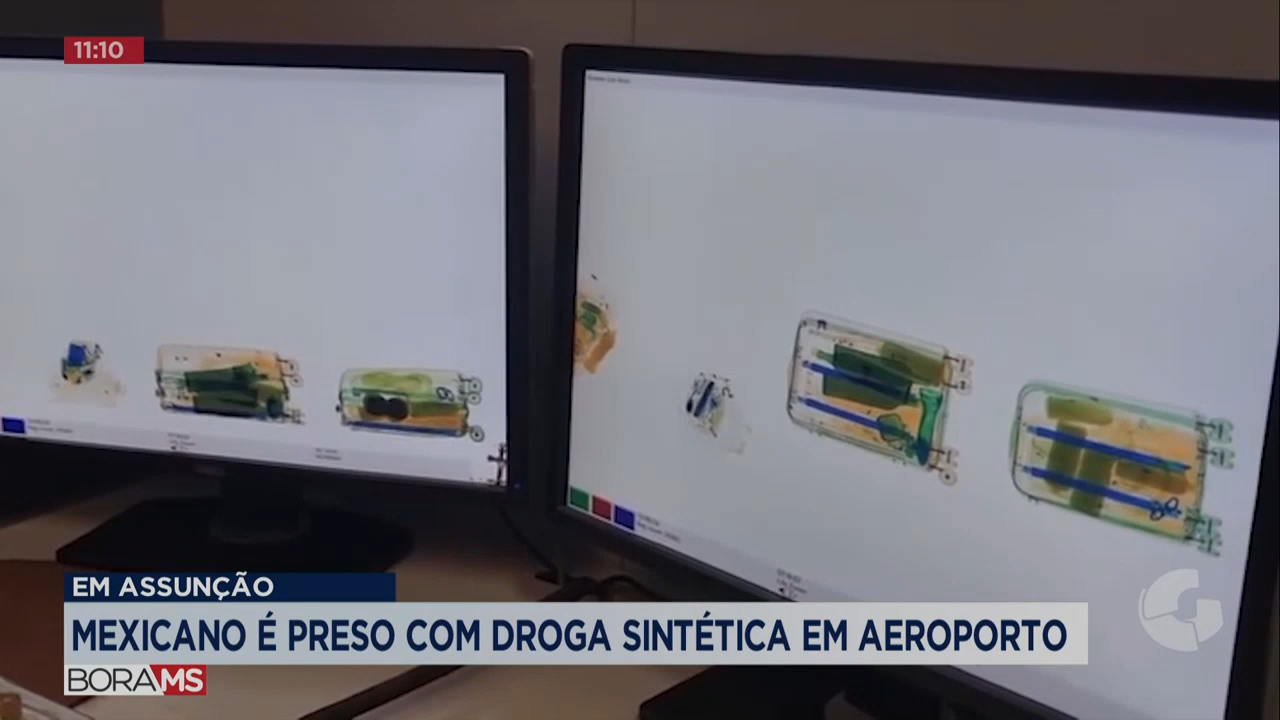 11:10
EM ASSUNÇÃO
MEXICANO É PRESO COM DROGA SINTÉTICA EM AEROPORTO
BORAMS